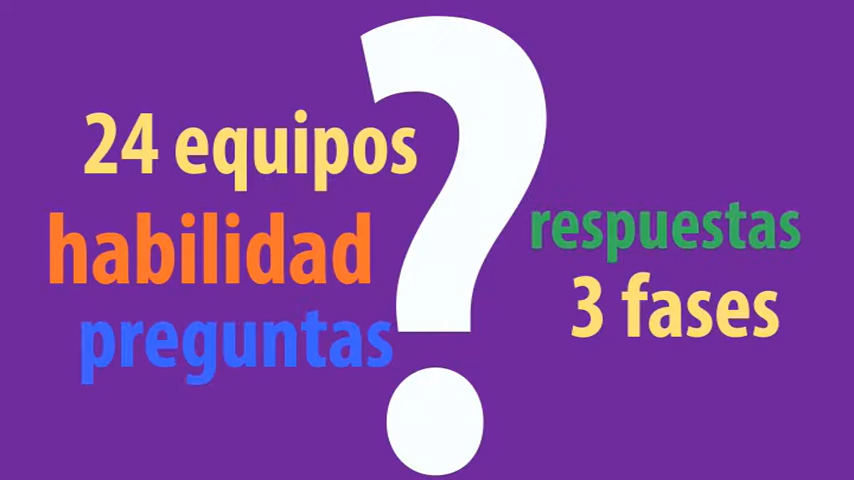 24 equipos
habilidad
preguntas
?
respuestas
3 fases